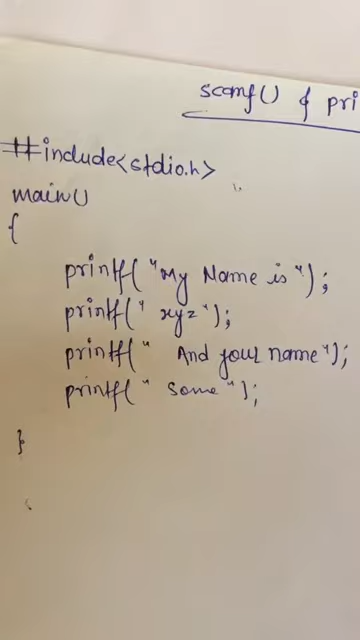 scanf() & pri
#include<stdio.h>
main()
{
printf("My Name is");
printf(" xyz");
printf(" And your name");
printf(" Some");
}